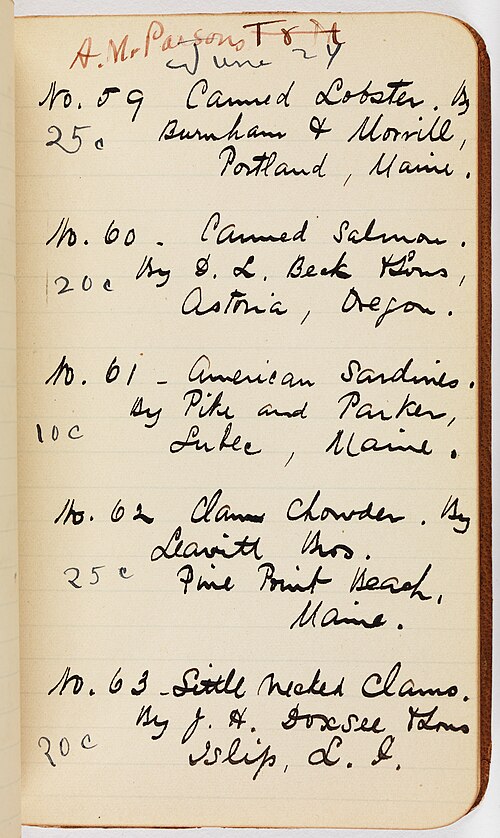 A. M. Parsons
June 24
No. 59 Canned Lobster. By
25c Burnham & Morrill,
Portland, Maine.
No. 60 - Canned Salmon.
20c By D. L. Beck & Sons,
Astoria, Oregon.
No. 61 - American Sardines.
By Pike and Parker,
10c Lubec, Maine.
No. 62 Clam Chowder. By
Leavitt Bros.
25c Pine Point Beach,
Maine.
No. 63 - Little Necked Clams.
By J. H. Doxsee & Sons
20c Islip, L. I.